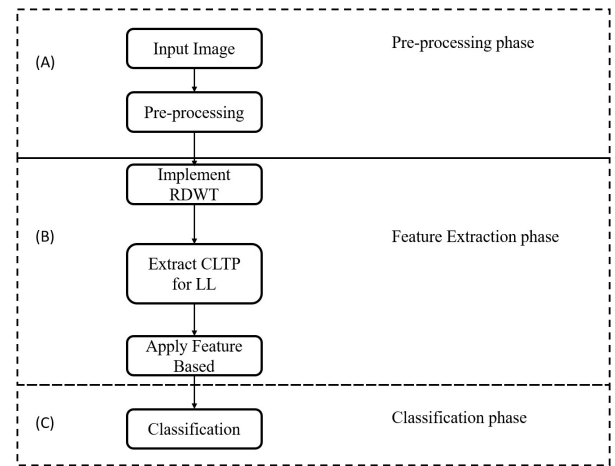 Input Image
Pre-processing phase
(A)
Pre-processing
Implement
RDWT
(B)
Feature Extraction phase
Extract CLTP
for LL
Apply Feature
Based
(C)
Classification phase
Classification